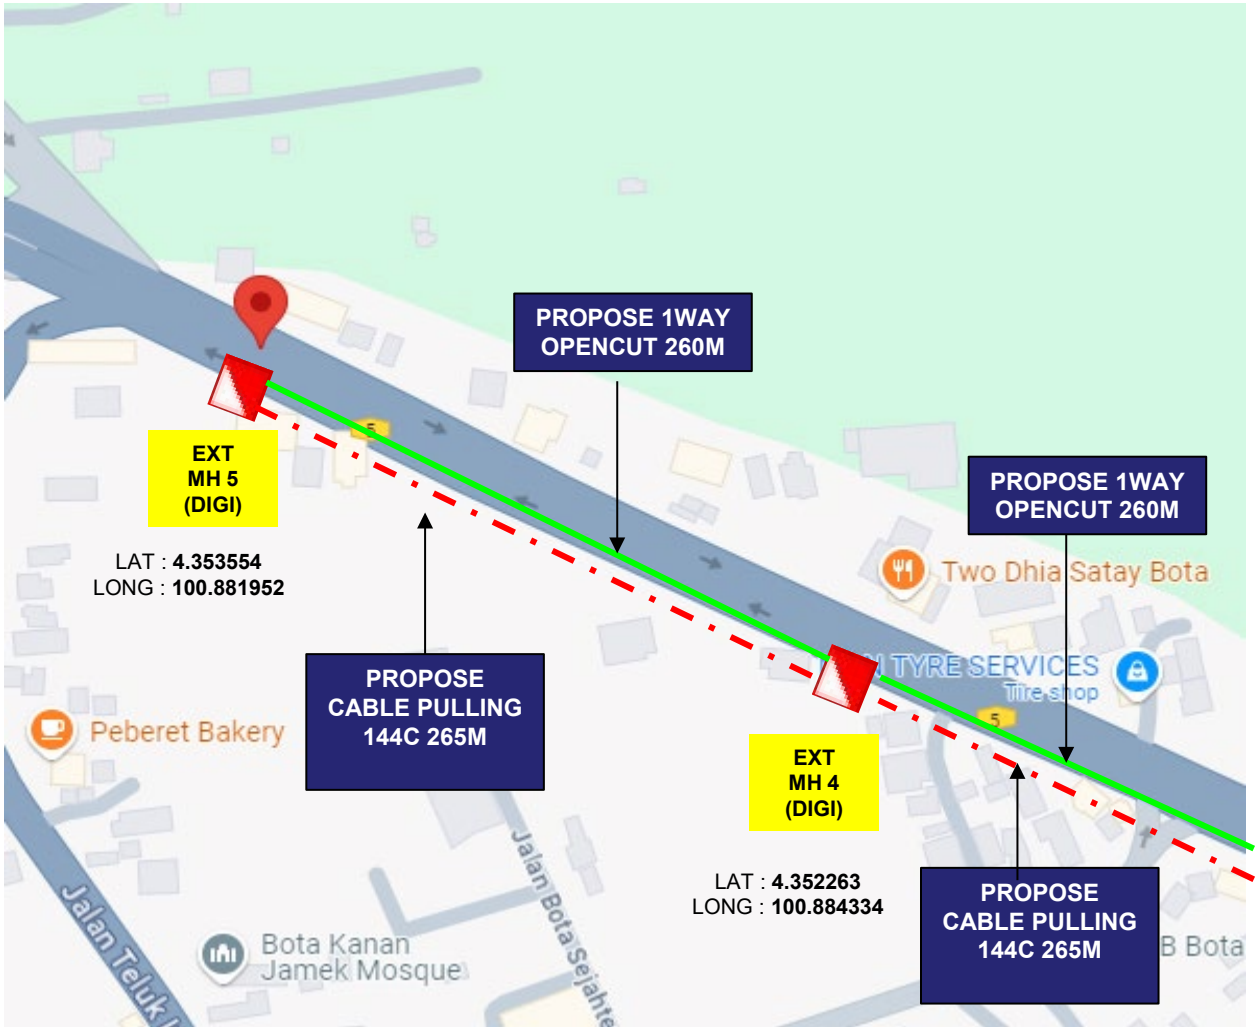 PROPOSE 1WAY
OPENCUT 260M
5
EXT
MH 5
(DIGI)
PROPOSE 1WAY
OPENCUT 260M
LAT : 4.353554
LONG : 100.881952
Two Dhia Satay Bota
N TYRE SERVICES
Tire shop
PROPOSE
CABLE PULLING
144C 265M
5
Peberet Bakery
EXT
MH 4
(DIGI)
LAT : 4.352263
LONG : 100.884334
PROPOSE
CABLE PULLING
144C 265M
Jalan Bota Sejahte
Jalan Teluk
Bota Kanan
Jamek Mosque
B Bota